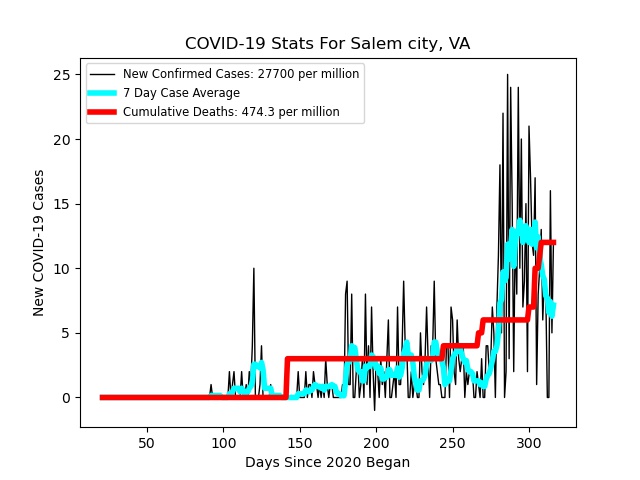 COVID-19 Stats For Salem city, VA
New Confirmed Cases: 27700 per million
7 Day Case Average
Cumulative Deaths: 474.3 per million
25
20
15
10
5
0
New COVID-19 Cases
50 100 150 200 250 300
Days Since 2020 Began